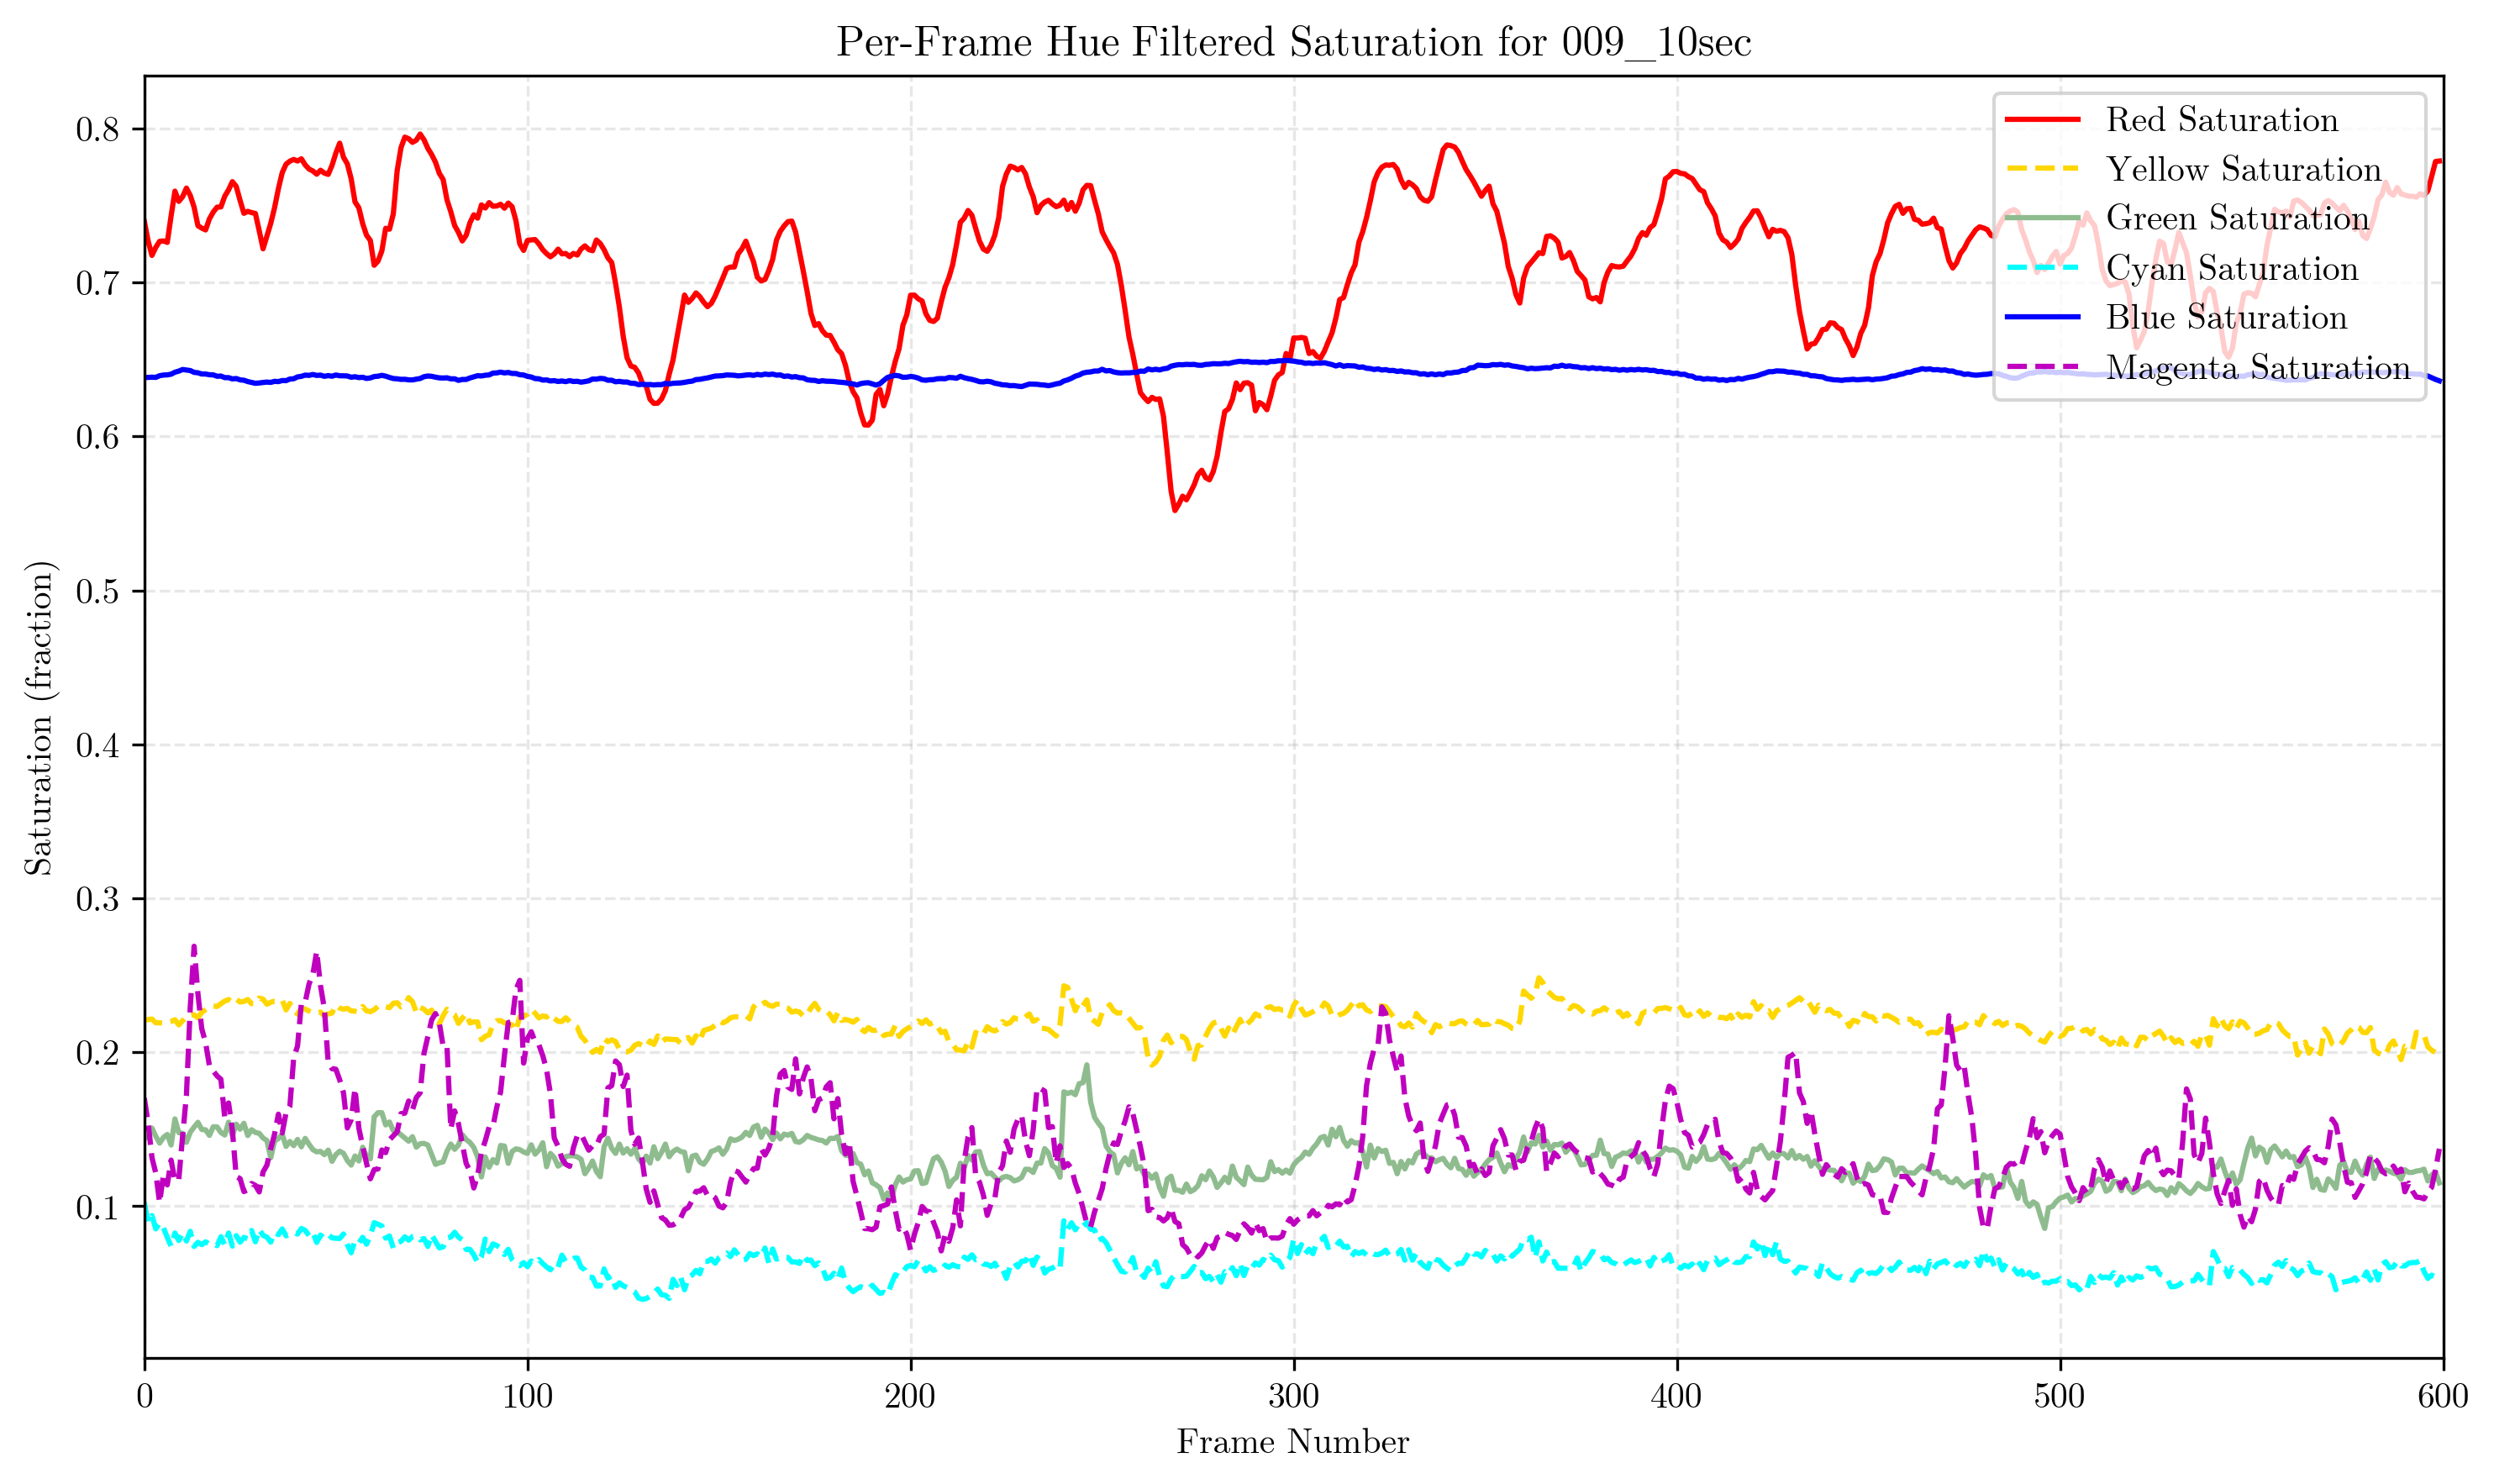 Per-Frame Hue Filtered Saturation for 009__10sec
Red Saturation
Yellow Saturation
Green Saturation
Cyan Saturation
Blue Saturation
Magenta Saturation
Saturation (fraction)
0.8
0.7
0.6
0.5
0.4
0.3
0.2
0.1
0 100 200 300 400 500 600
Frame Number